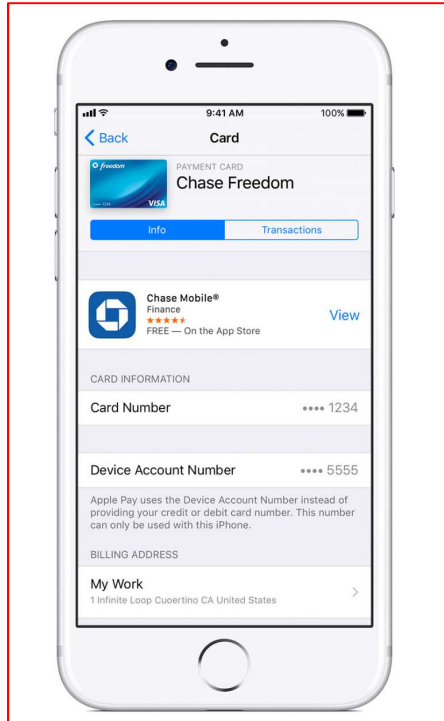 9:41 AM
100%
Back
Card
freedom
PAYMENT CARD
Chase Freedom
•••• 1234
VISA
Info
Transactions
Chase Mobile®
Finance
FREE — On the App Store
View
CARD INFORMATION
Card Number
•••• 1234
Device Account Number
•••• 5555
Apple Pay uses the Device Account Number instead of
providing your credit or debit card number. This number
can only be used with this iPhone.
BILLING ADDRESS
My Work
1 Infinite Loop Cuoertino CA United States